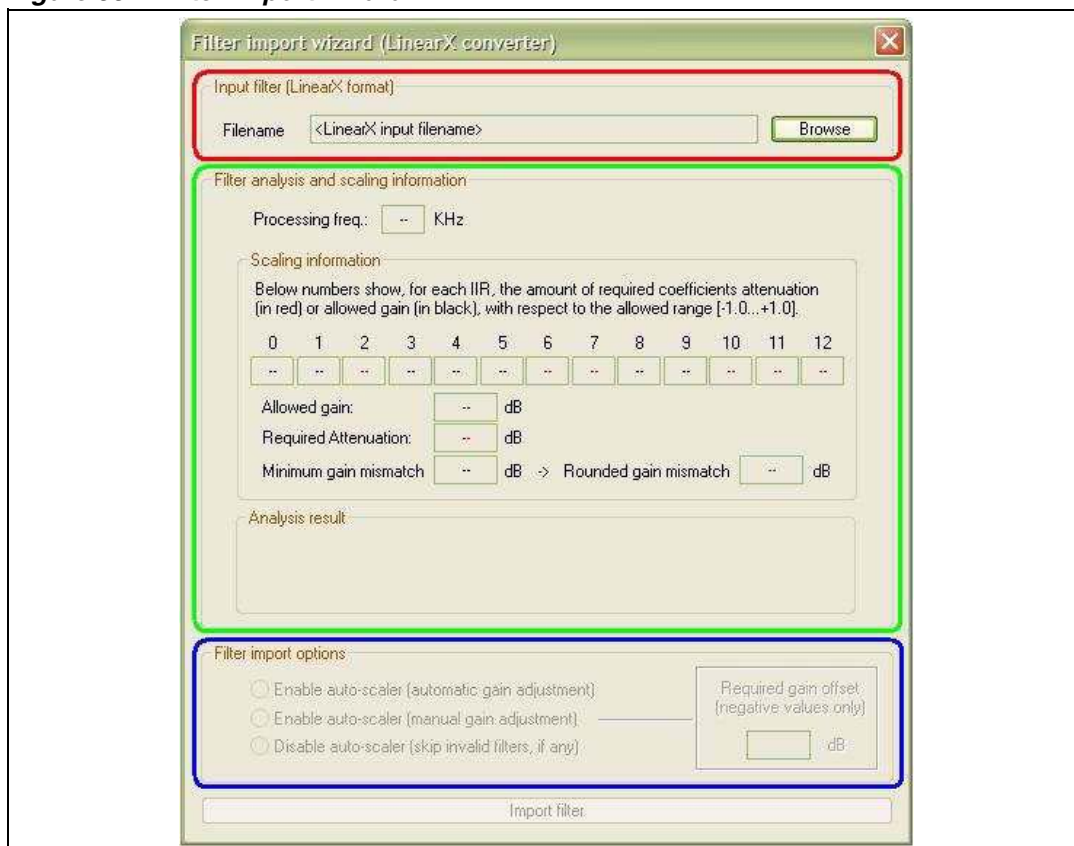 Filter import wizard (LinearX converter)
Input filter (LinearX format)
Filename <LinearX input filename> Browse
Filter analysis and scaling information
Processing freq.: -- KHz
Scaling information
Below numbers show, for each IIR, the amount of required coefficients attenuation
(in red) or allowed gain (in black), with respect to the allowed range [-1.0...+1.0].
0 1 2 3 4 5 6 7 8 9 10 11 12
-- -- -- -- -- -- -- -- -- -- -- -- --
Allowed gain: -- dB
Required Attenuation: -- dB
Minimum gain mismatch -- dB -> Rounded gain mismatch -- dB
Analysis result
Filter import options
Enable auto-scaler (automatic gain adjustment)
Enable auto-scaler (manual gain adjustment)
Disable auto-scaler (skip invalid filters, if any)
Required gain offset
(negative values only)
dB
Import filter